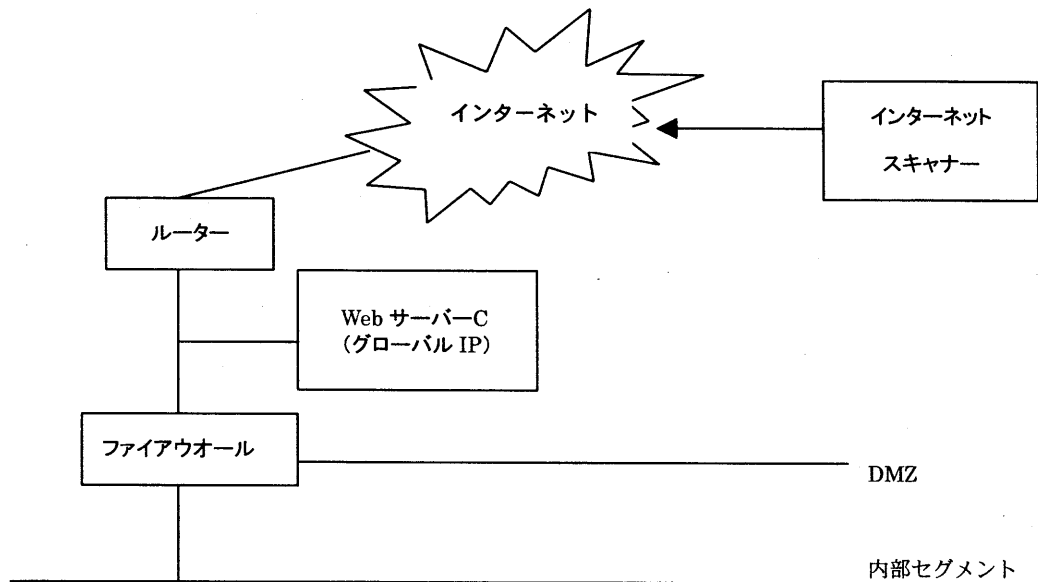 インターネット
インターネット
スキャナー
ルーター
Web サーバーC
(グローバル IP)
ファイアウオール
DMZ
内部セグメント